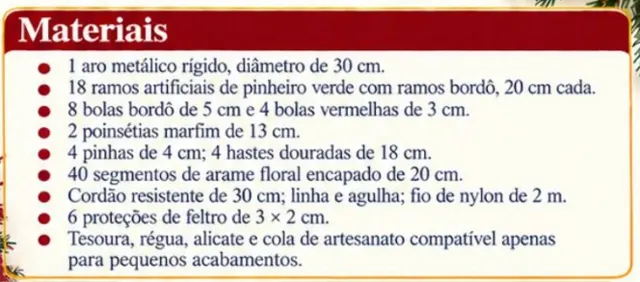 Materiais
1 aro metálico rígido, diâmetro de 30 cm.
18 ramos artificiais de pinheiro verde com ramos bordô, 20 cm cada.
8 bolas bordô de 5 cm e 4 bolas vermelhas de 3 cm.
2 poinsétias marfim de 13 cm.
4 pinhas de 4 cm; 4 hastes douradas de 18 cm.
40 segmentos de arame floral encapado de 20 cm.
Cordão resistente de 30 cm; linha e agulha; fio de nylon de 2 m.
6 proteções de feltro de 3 × 2 cm.
Tesoura, régua, alicate e cola de artesanato compatível apenas
para pequenos acabamentos.